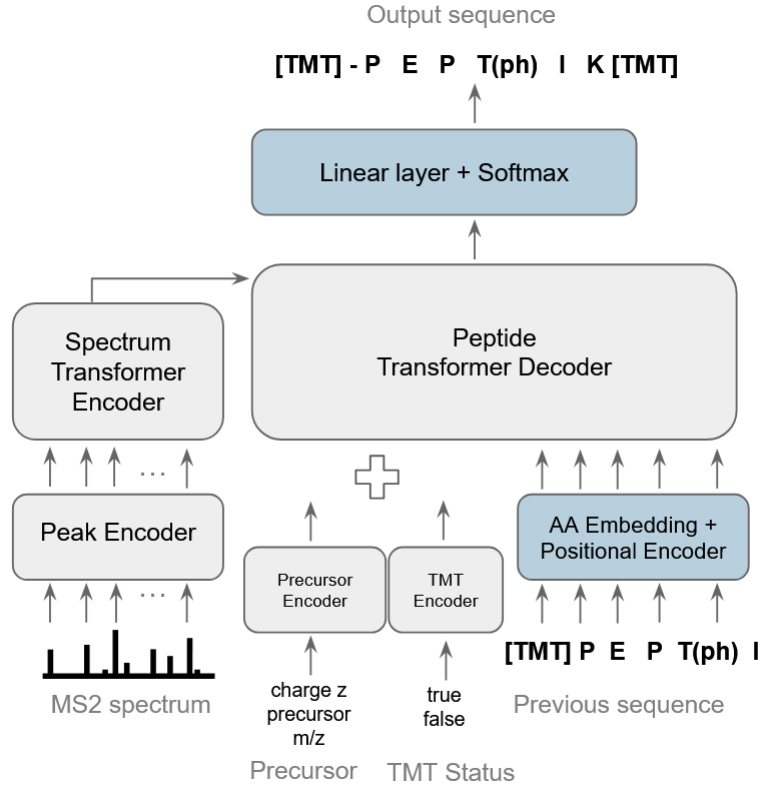 Output sequence
[TMT] - P E P T(ph) I K [TMT]
Linear layer + Softmax
Peptide
Transformer Decoder
Spectrum
Transformer
Encoder
Peak Encoder
Precursor
Encoder
TMT
Encoder
AA Embedding +
Positional Encoder
MS2 spectrum
charge z
precursor
m/z
Precursor
true
false
TMT Status
[TMT] P E P T(ph) I
Previous sequence